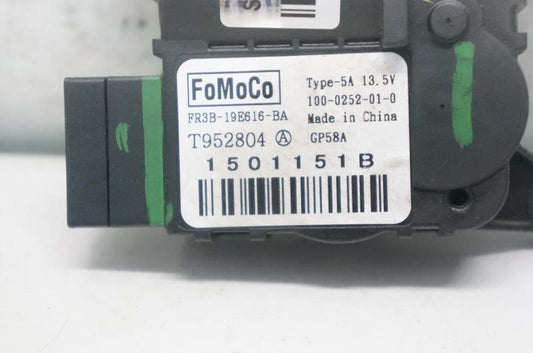 FoMoCo
Type-5A 13.5V
100-0252-01-0
FR3B-19E616-BA
Made in China
T952804 Ⓐ GP58A
1501151B